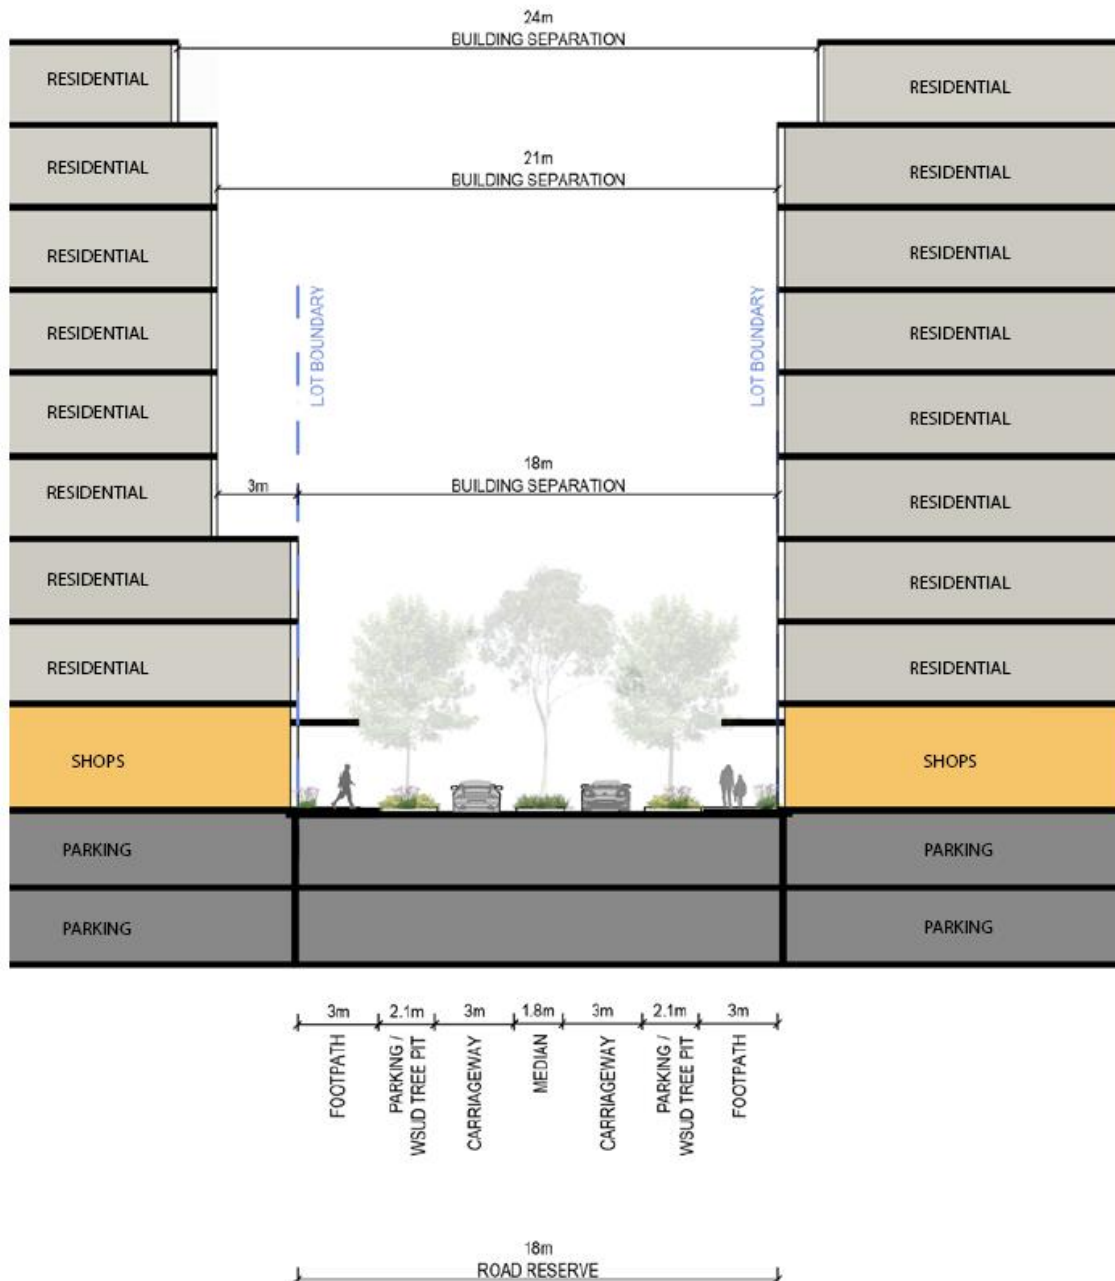 24m
BUILDING SEPARATION
RESIDENTIAL
RESIDENTIAL
21m
BUILDING SEPARATION
RESIDENTIAL
RESIDENTIAL
RESIDENTIAL
RESIDENTIAL
LOT BOUNDARY
LOT BOUNDARY
RESIDENTIAL
RESIDENTIAL
RESIDENTIAL
RESIDENTIAL
18m
BUILDING SEPARATION
3m
RESIDENTIAL
RESIDENTIAL
RESIDENTIAL
RESIDENTIAL
RESIDENTIAL
RESIDENTIAL
SHOPS
SHOPS
PARKING
PARKING
PARKING
PARKING
3m
2.1m
3m
1.8m
3m
2.1m
3m
FOOTPATH
PARKING /
WSUD TREE PIT
CARRIAGEWAY
MEDIAN
CARRIAGEWAY
PARKING /
WSUD TREE PIT
FOOTPATH
18m
ROAD RESERVE